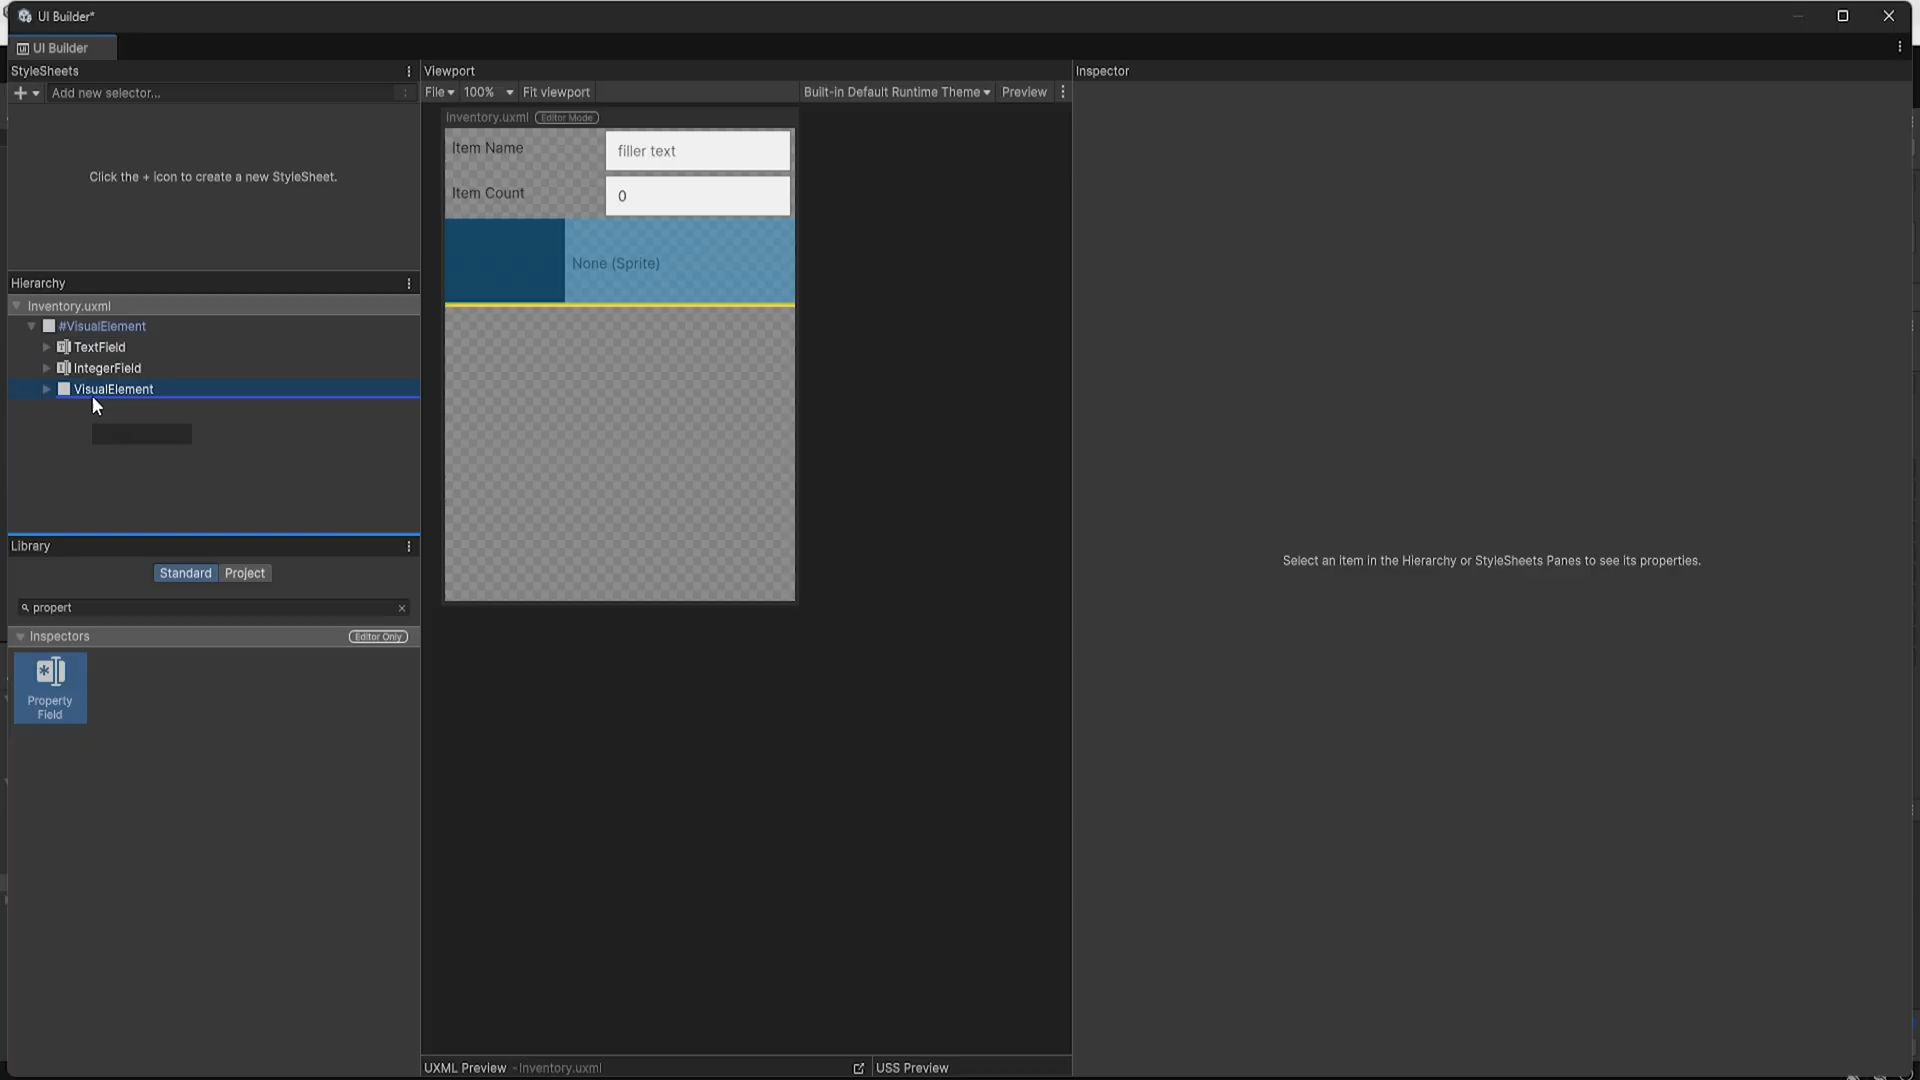 UI Builder*
UI Builder
StyleSheets
Add new selector...
Click the + icon to create a new StyleSheet.
Hierarchy
Inventory.uxml
#VisualElement
TextField
IntegerField
VisualElement
Library
Standard
Project
propert
Inspectors
Editor Only
Property
Field
Viewport
File
100%
Fit viewport
Built-in Default Runtime Theme
Preview
Inventory.uxml
Editor Mode
Item Name
filler text
Item Count
0
None (Sprite)
UXML Preview - Inventory.uxml
USS Preview
Inspector
Select an item in the Hierarchy or StyleSheets Panes to see its properties.